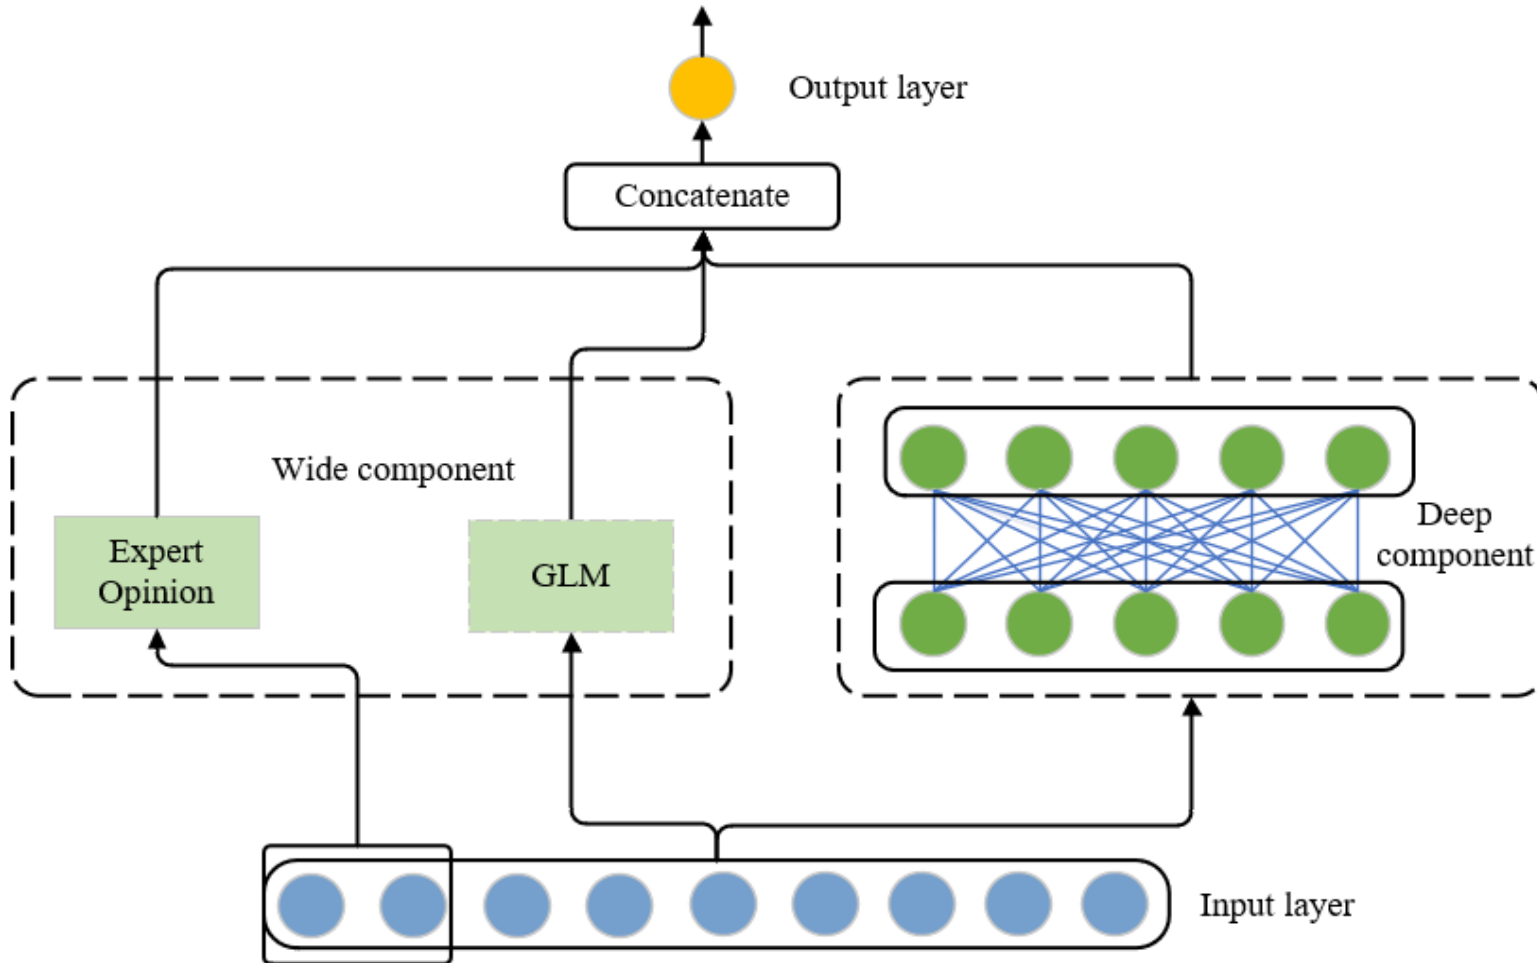 Output layer
Concatenate
Wide component
Expert
Opinion
GLM
Deep
component
Input layer